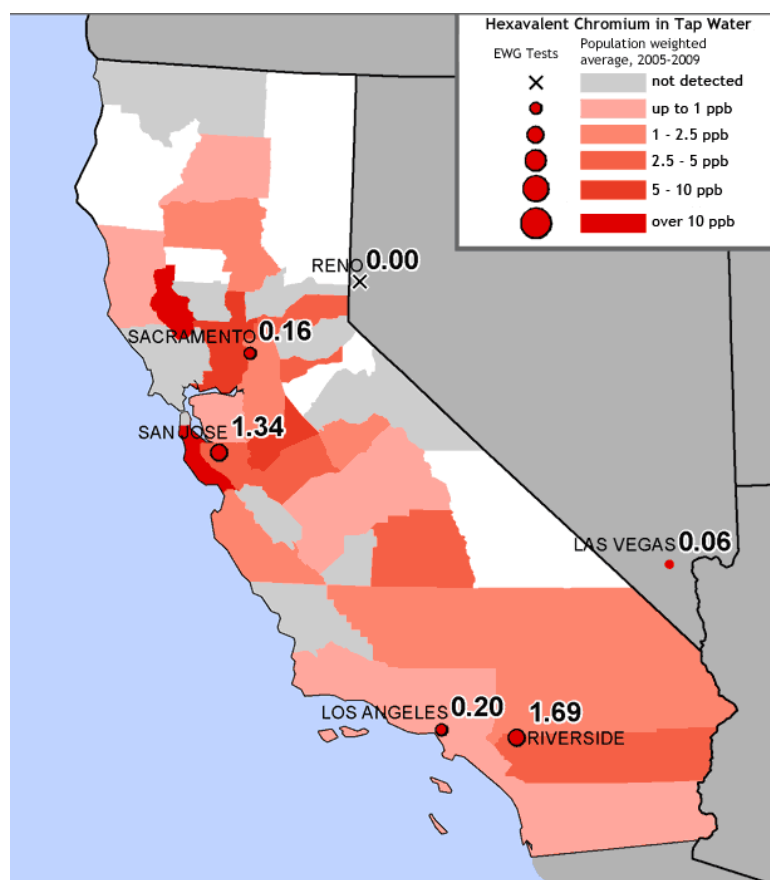 Hexavalent Chromium in Tap Water
EWG Tests
Population weighted
average, 2005-2009
not detected
up to 1 ppb
1 - 2.5 ppb
2.5 - 5 ppb
5 - 10 ppb
over 10 ppb
RENO 0.00
SACRAMENTO 0.16
SAN JOSE 1.34
LAS VEGAS 0.06
LOS ANGELES 0.20
1.69
RIVERSIDE